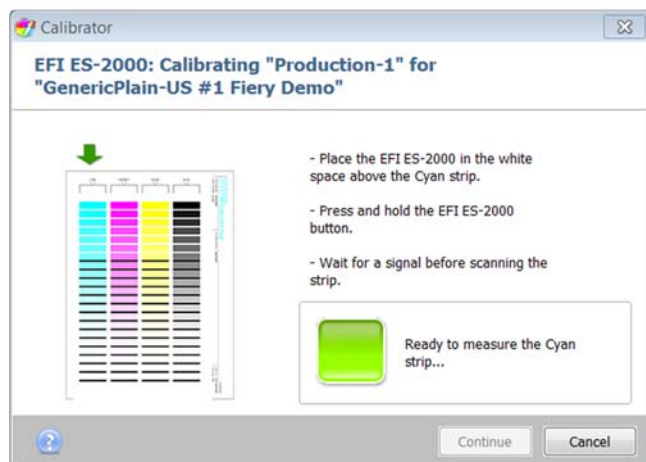 Calibrator
EFI ES-2000: Calibrating "Production-1" for
"GenericPlain-US #1 Fiery Demo"
- Place the EFI ES-2000 in the white
space above the Cyan strip.
- Press and hold the EFI ES-2000
button.
- Wait for a signal before scanning the
strip.
Ready to measure the Cyan
strip...
?
Continue
Cancel